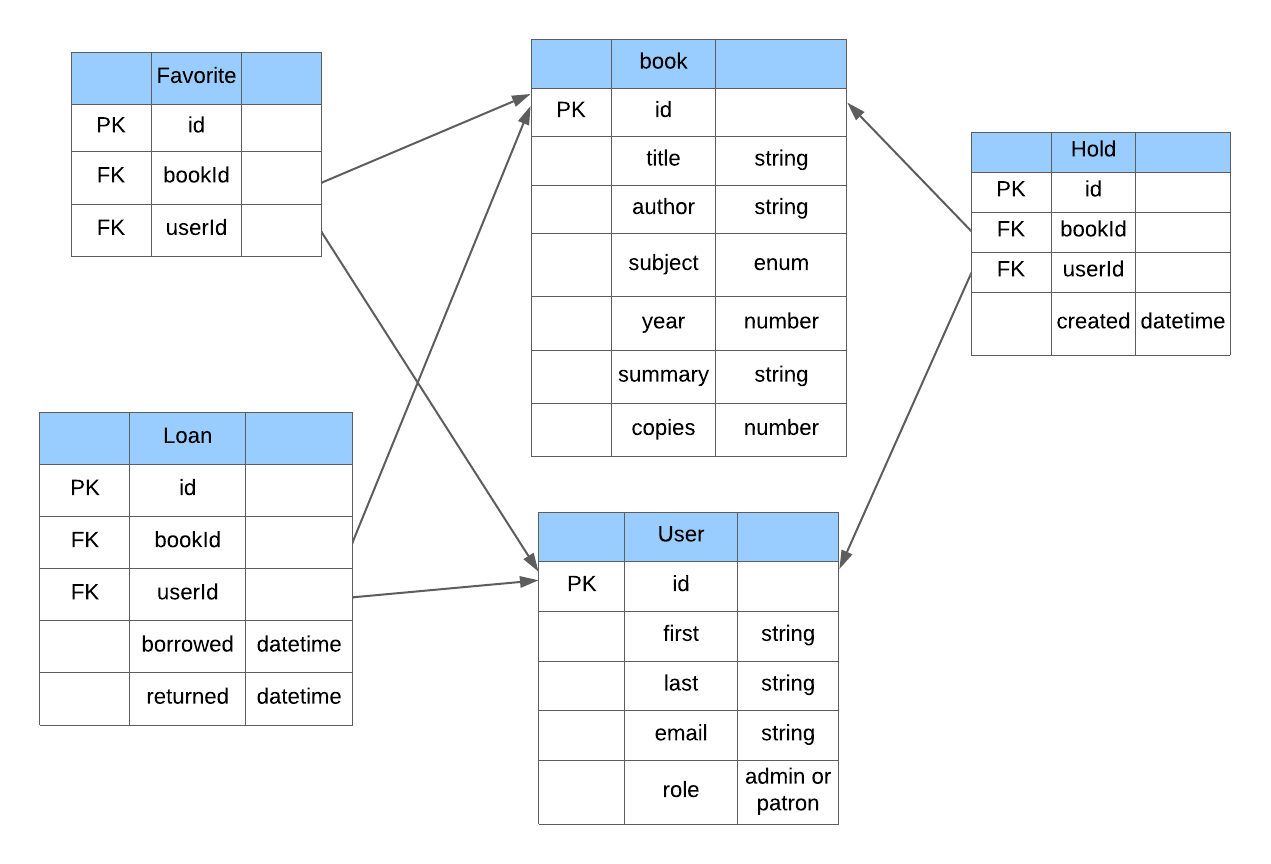 Favorite
PK id
FK bookId
FK userId
book
PK id
title string
author string
subject enum
year number
summary string
copies number
Hold
PK id
FK bookId
FK userId
created datetime
Loan
PK id
FK bookId
FK userId
borrowed datetime
returned datetime
User
PK id
first string
last string
email string
role admin or
patron